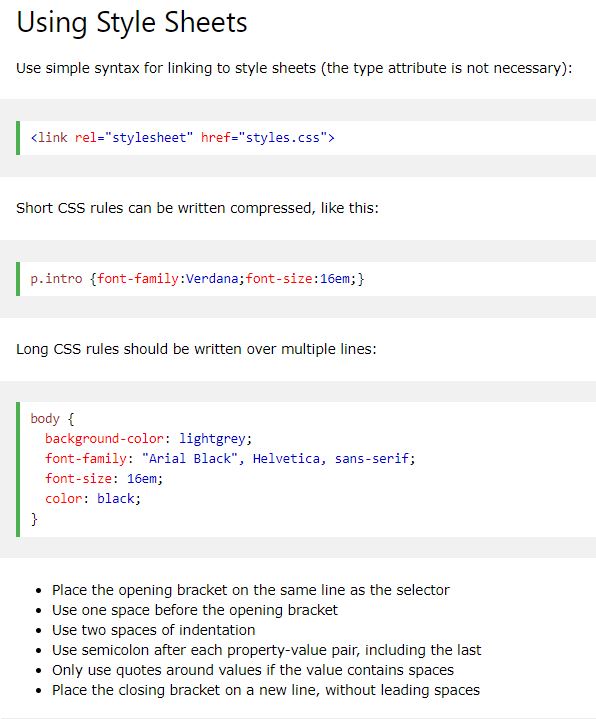 Using Style Sheets
Use simple syntax for linking to style sheets (the type attribute is not necessary):
<link rel="stylesheet" href="styles.css">
Short CSS rules can be written compressed, like this:
p.intro {font-family:Verdana;font-size:16em;}
Long CSS rules should be written over multiple lines:
body {
  background-color: lightgrey;
  font-family: "Arial Black", Helvetica, sans-serif;
  font-size: 16em;
  color: black;
}
• Place the opening bracket on the same line as the selector
• Use one space before the opening bracket
• Use two spaces of indentation
• Use semicolon after each property-value pair, including the last
• Only use quotes around values if the value contains spaces
• Place the closing bracket on a new line, without leading spaces